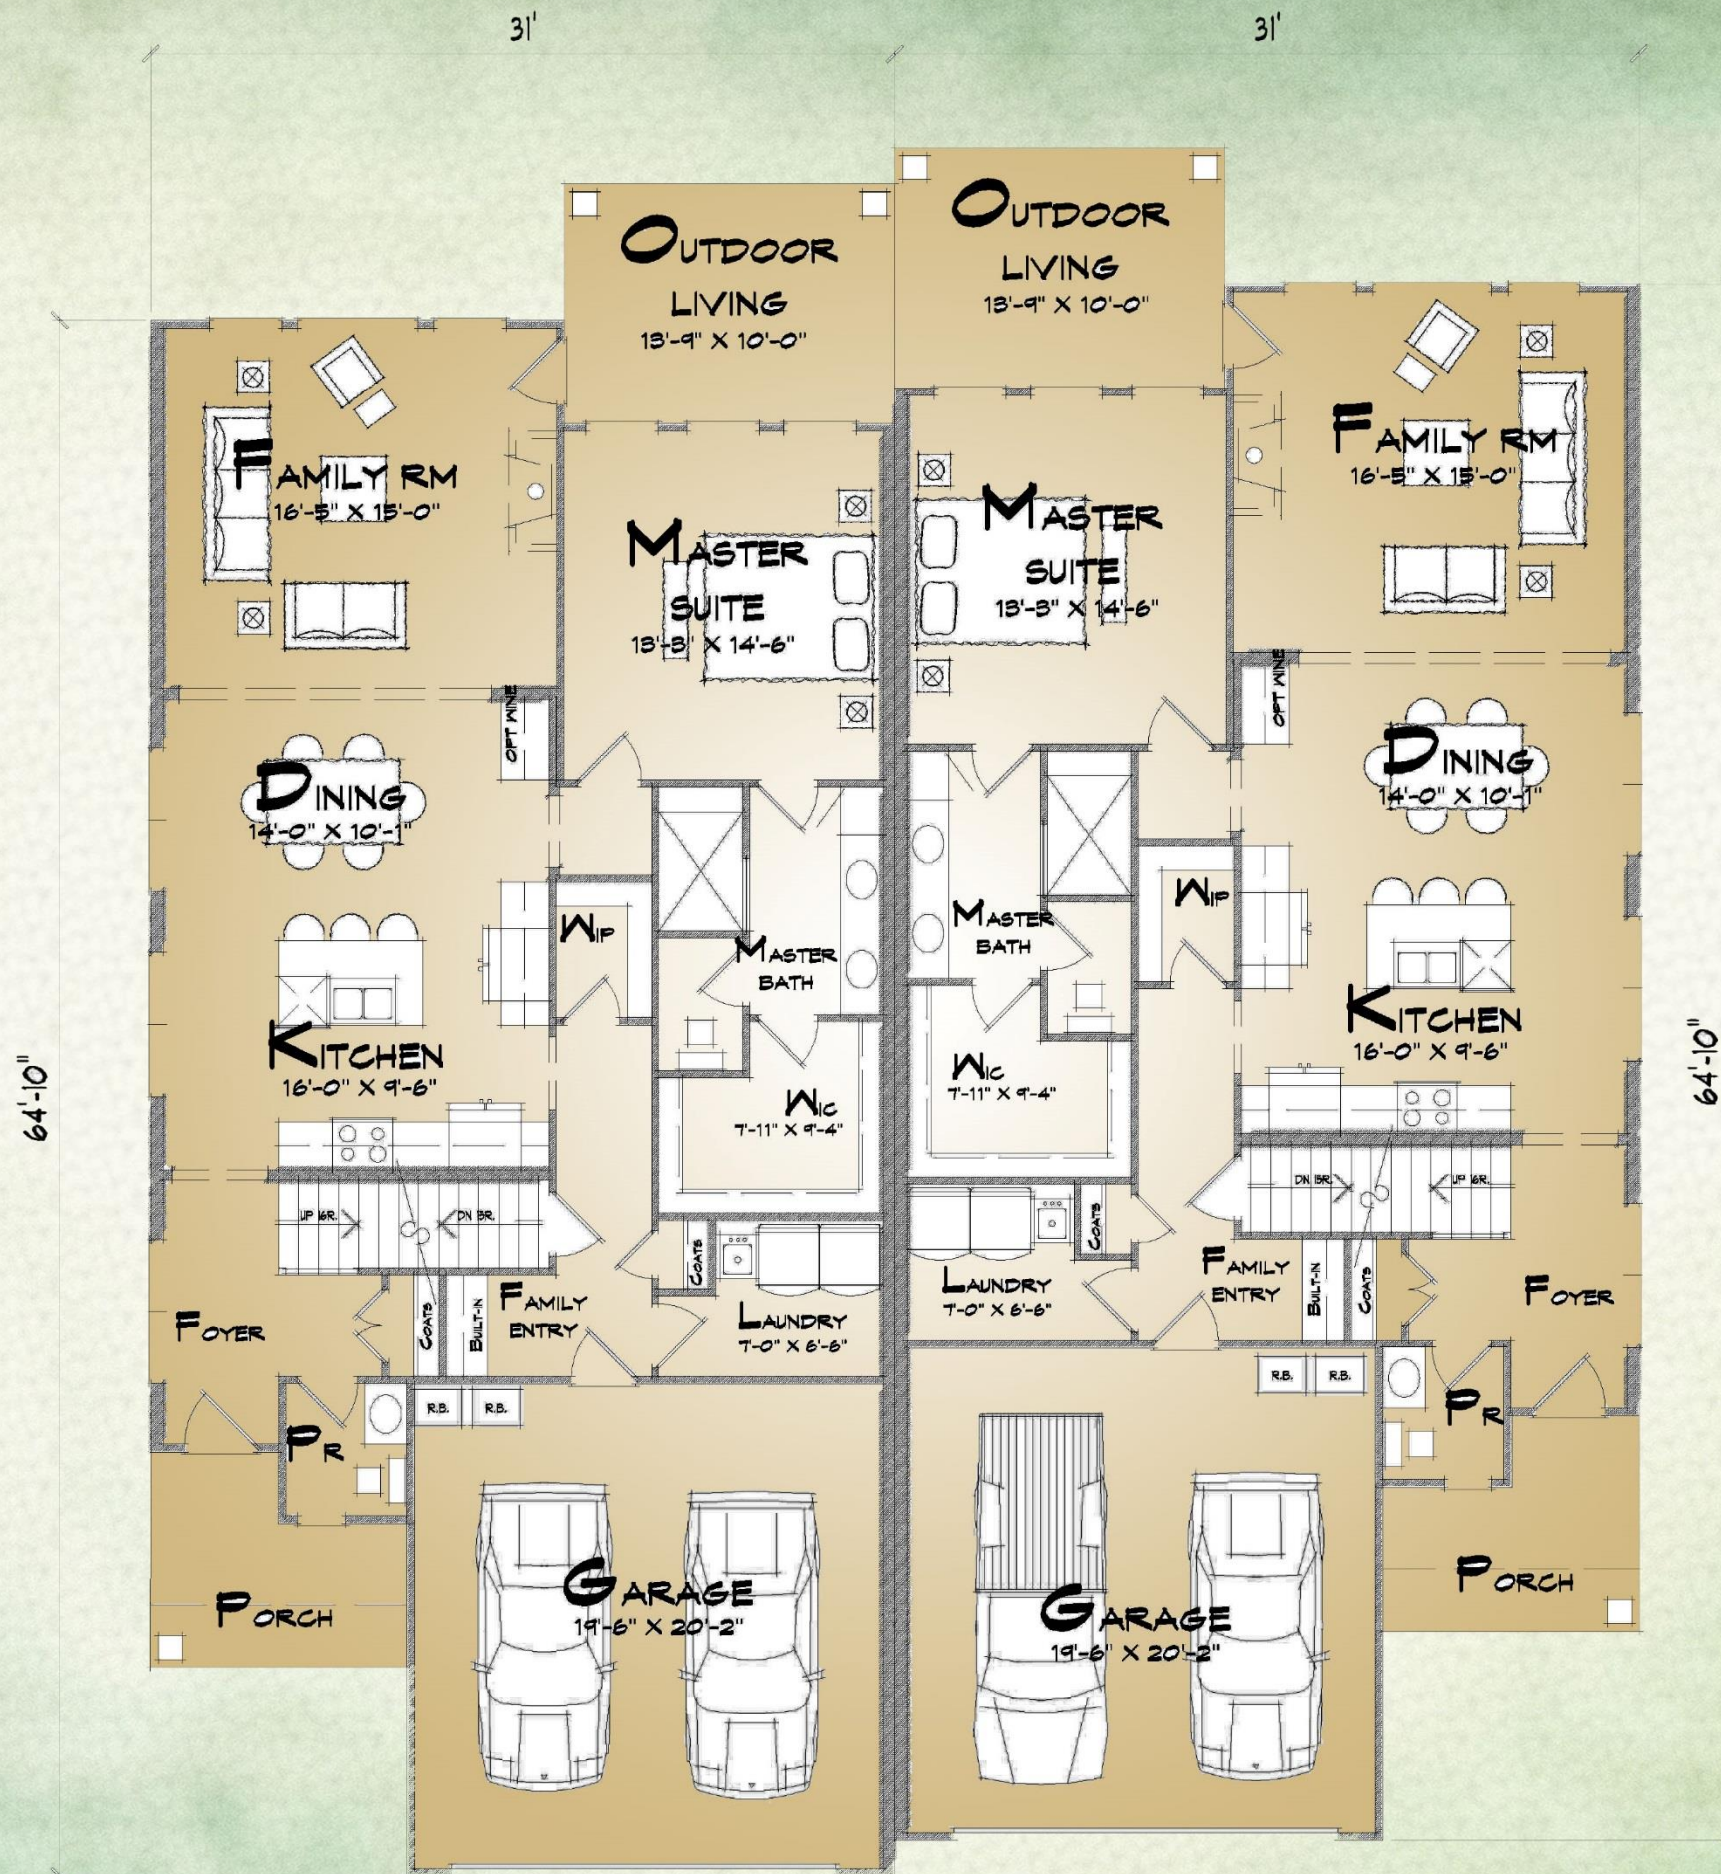 31'
31'
OUTDOOR
LIVING
13'-9" X 10'-0"
OUTDOOR
LIVING
13'-9" X 10'-0"
FAMILY RM
16'-5" X 15'-0"
FAMILY RM
16'-5" X 15'-0"
MASTER
SUITE
13'-3" X 14'-6"
MASTER
SUITE
13'-3" X 14'-6"
OPT WINE
OPT WINE
DINING
14'-0" X 10'-1"
DINING
14'-0" X 10'-1"
WIP
WIP
MASTER
BATH
MASTER
BATH
KITCHEN
16'-0" X 9'-6"
KITCHEN
16'-0" X 9'-6"
64'-10"
64'-10"
WIC
7'-11" X 9'-4"
WIC
7'-11" X 9'-4"
UP 16R.
DN 15R.
DN 15R.
UP 16R.
COATS
COATS
FAMILY
ENTRY
FAMILY
ENTRY
LAUNDRY
7'-0" X 6'-6"
LAUNDRY
7'-0" X 6'-6"
FOYER
COATS
BUILT-IN
BUILT-IN
COATS
FOYER
R.B.
R.B.
R.B.
R.B.
PR
PR
PORCH
PORCH
GARAGE
19'-6" X 20'-2"
GARAGE
19'-6" X 20'-2"